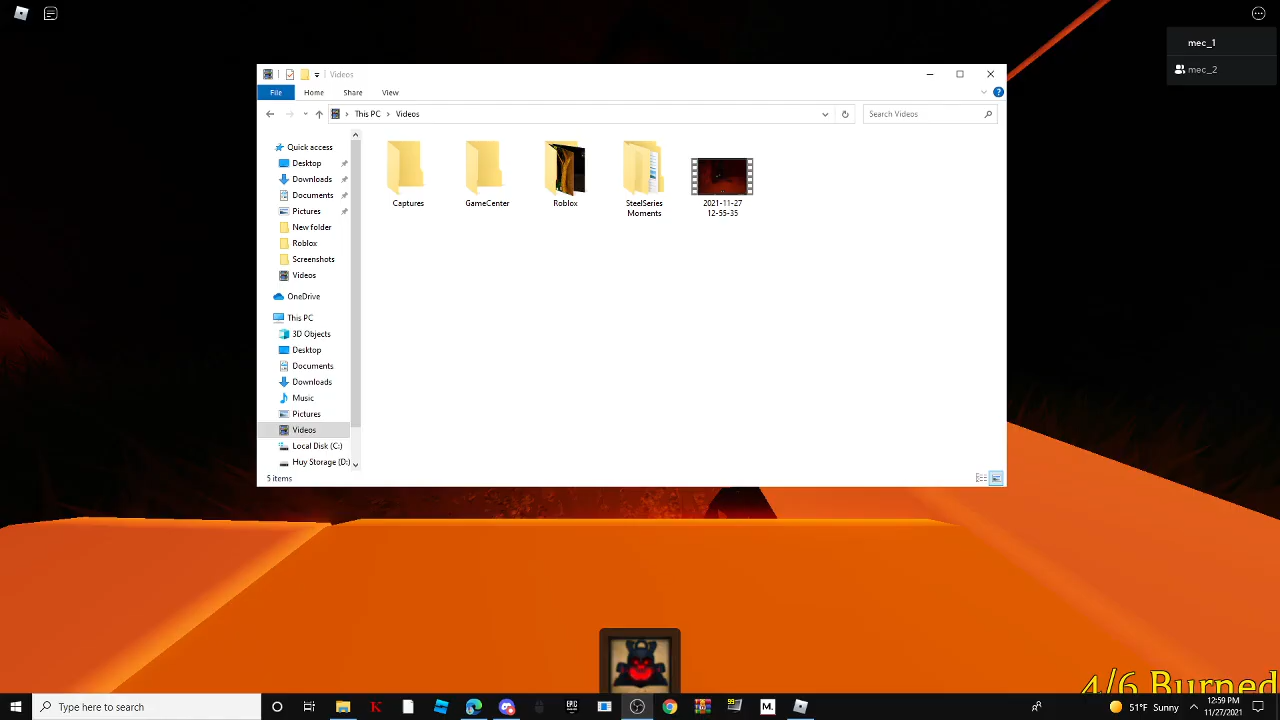 mec_1
mec_2
Videos
File Home Share View
This PC Videos
Search Videos
Quick access
Desktop
Downloads
Documents
Pictures
New folder
Roblox
Screenshots
Videos
OneDrive
This PC
3D Objects
Desktop
Documents
Downloads
Music
Pictures
Videos
Local Disk (C:)
Huy Storage (D:)
Captures
GameCenter
Roblox
SteelSeries
Moments
2021-11-27
12-55-35
5 items
4/6 Burned
Type here to search
EPIC
99+
M.
51°F Sunny
12:59 PM
11/27/2021